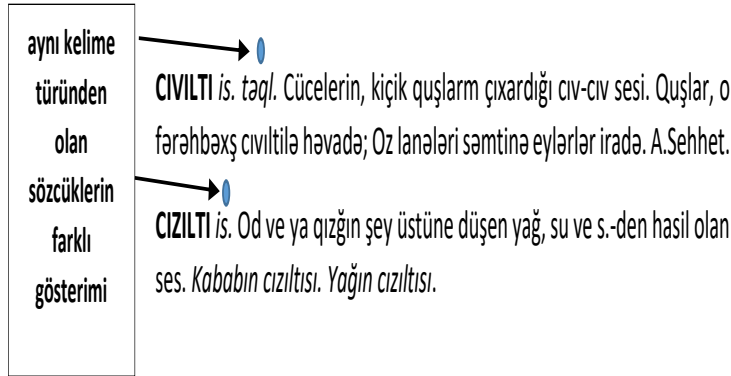 aynı kelime
türünden
olan
sözcüklerin
farklı
gösterimi
CIVILTI is. təql. Cücelerin, kiçik quşlarm çıxardığı cıv-cıv sesi. Quşlar, o
fərəhbəxş cıvıltilə həvadə; Oz lanələri səmtinə eylərlər iradə. A.Sehhet.
CIZILTI is. Od ve ya qızğın şey üstüne düşen yağ, su ve s.-den hasil olan
ses. Kababın cızıltısı. Yağın cızıltısı.